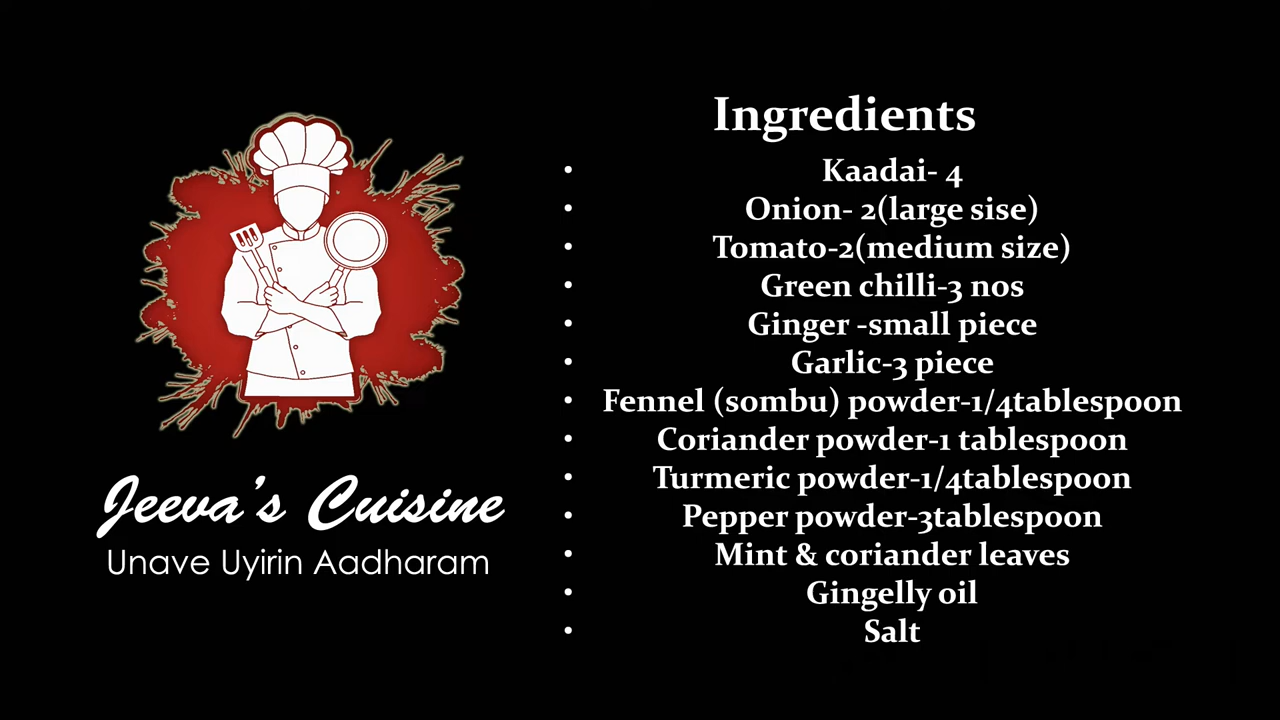 Jeeva's Cuisine
Unave Uyirin Aadharam
Ingredients
• Kaadai- 4
• Onion- 2(large sise)
• Tomato-2(medium size)
• Green chilli-3 nos
• Ginger -small piece
• Garlic-3 piece
• Fennel (sombu) powder-1/4tablespoon
• Coriander powder-1 tablespoon
• Turmeric powder-1/4tablespoon
• Pepper powder-3tablespoon
• Mint & coriander leaves
• Gingelly oil
• Salt